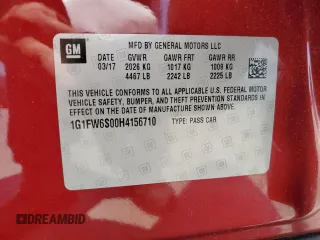 GM
MFD BY GENERAL MOTORS LLC
DATE GVWR GAWR FRT GAWR RR
03/17 2026 KG 1017 KG 1009 KG
4467 LB 2242 LB 2225 LB
THIS VEHICLE CONFORMS TO ALL APPLICABLE U.S. FEDERAL MOTOR VEHICLE
SAFETY, BUMPER, AND THEFT PREVENTION STANDARDS IN
EFFECT ON THE DATE OF MANUFACTURE SHOWN ABOVE.
1G1FW6S00H4156710 TYPE: PASS CAR
DREAMBID